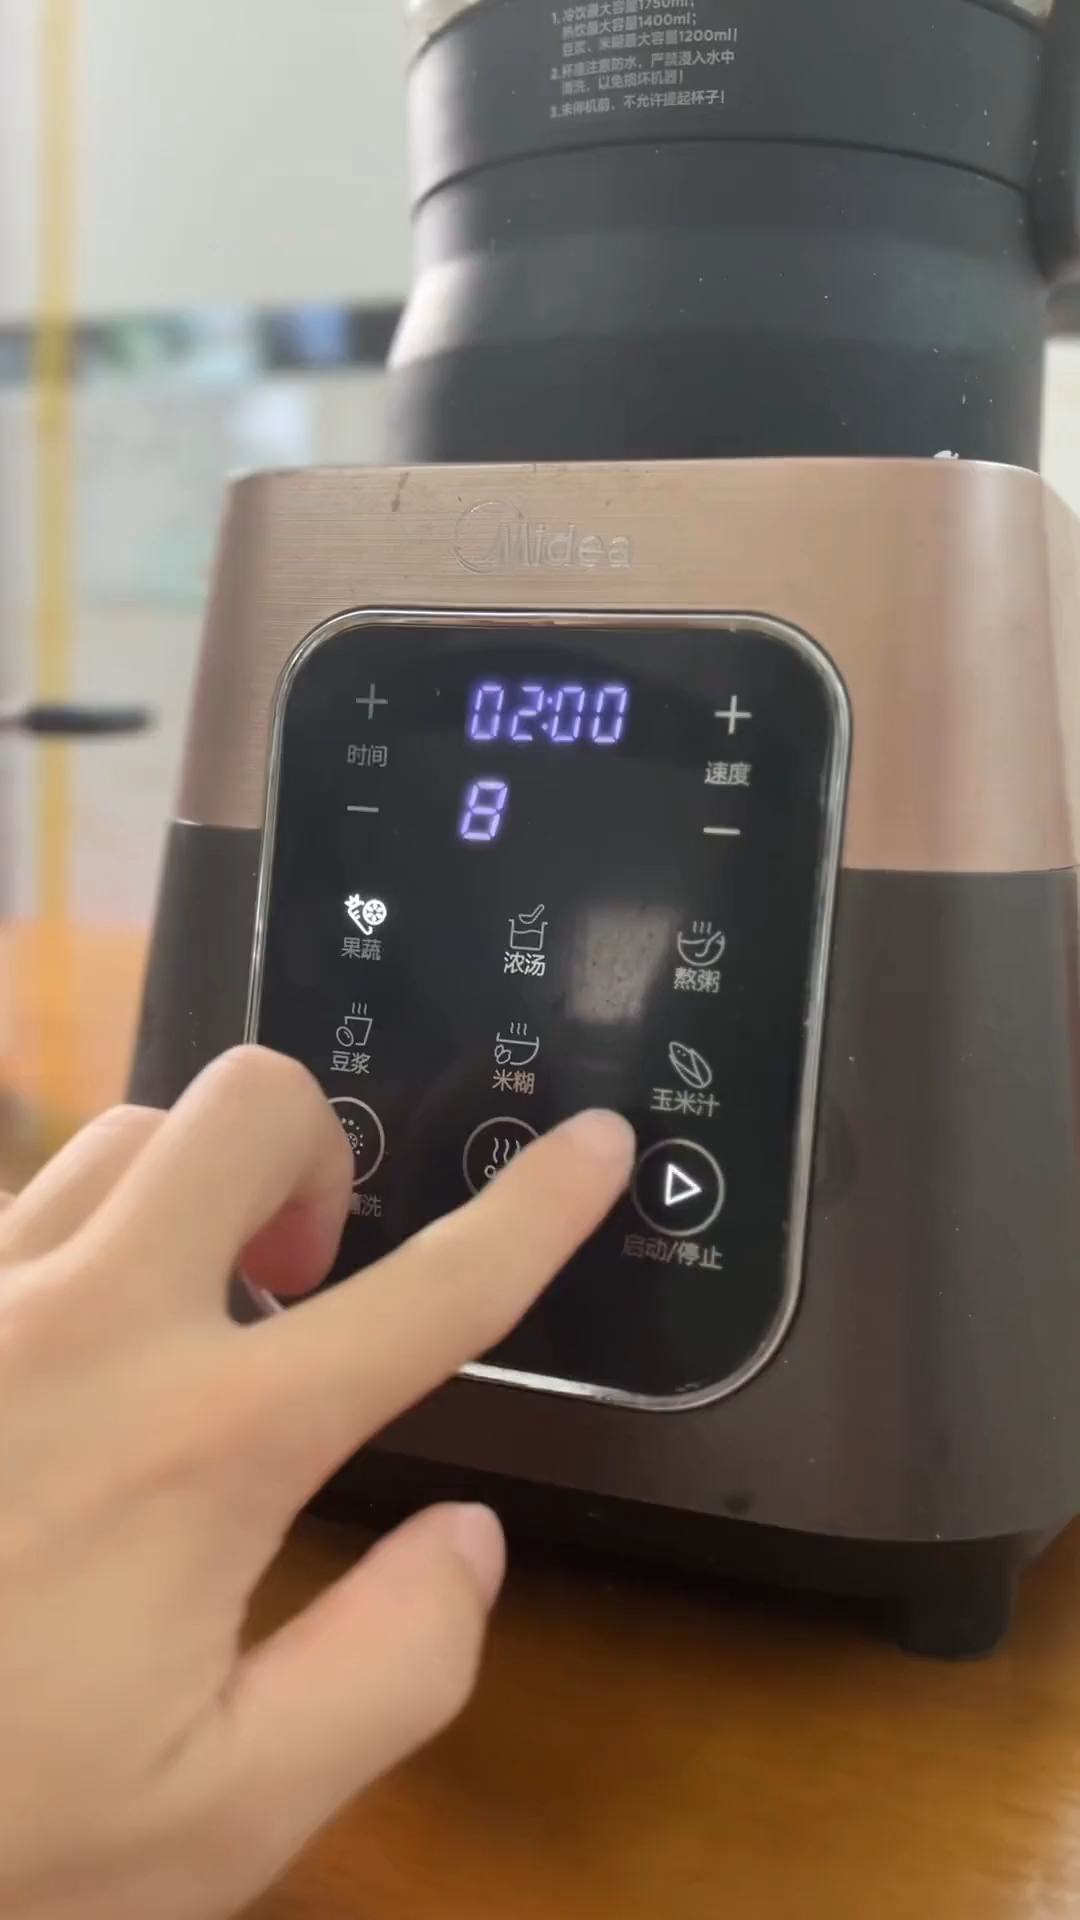 1.冷饮最大容量1750ml；
热饮最大容量1400ml；
豆浆、米糊最大容量1200ml！
2.杯座注意防水，严禁浸入水中
清洗，以免损坏机器！
3.未停机前，不允许提起杯子！
Midea
02:00
时间
速度
8
果蔬
浓汤
熬粥
豆浆
米糊
玉米汁
清洗
启动/停止